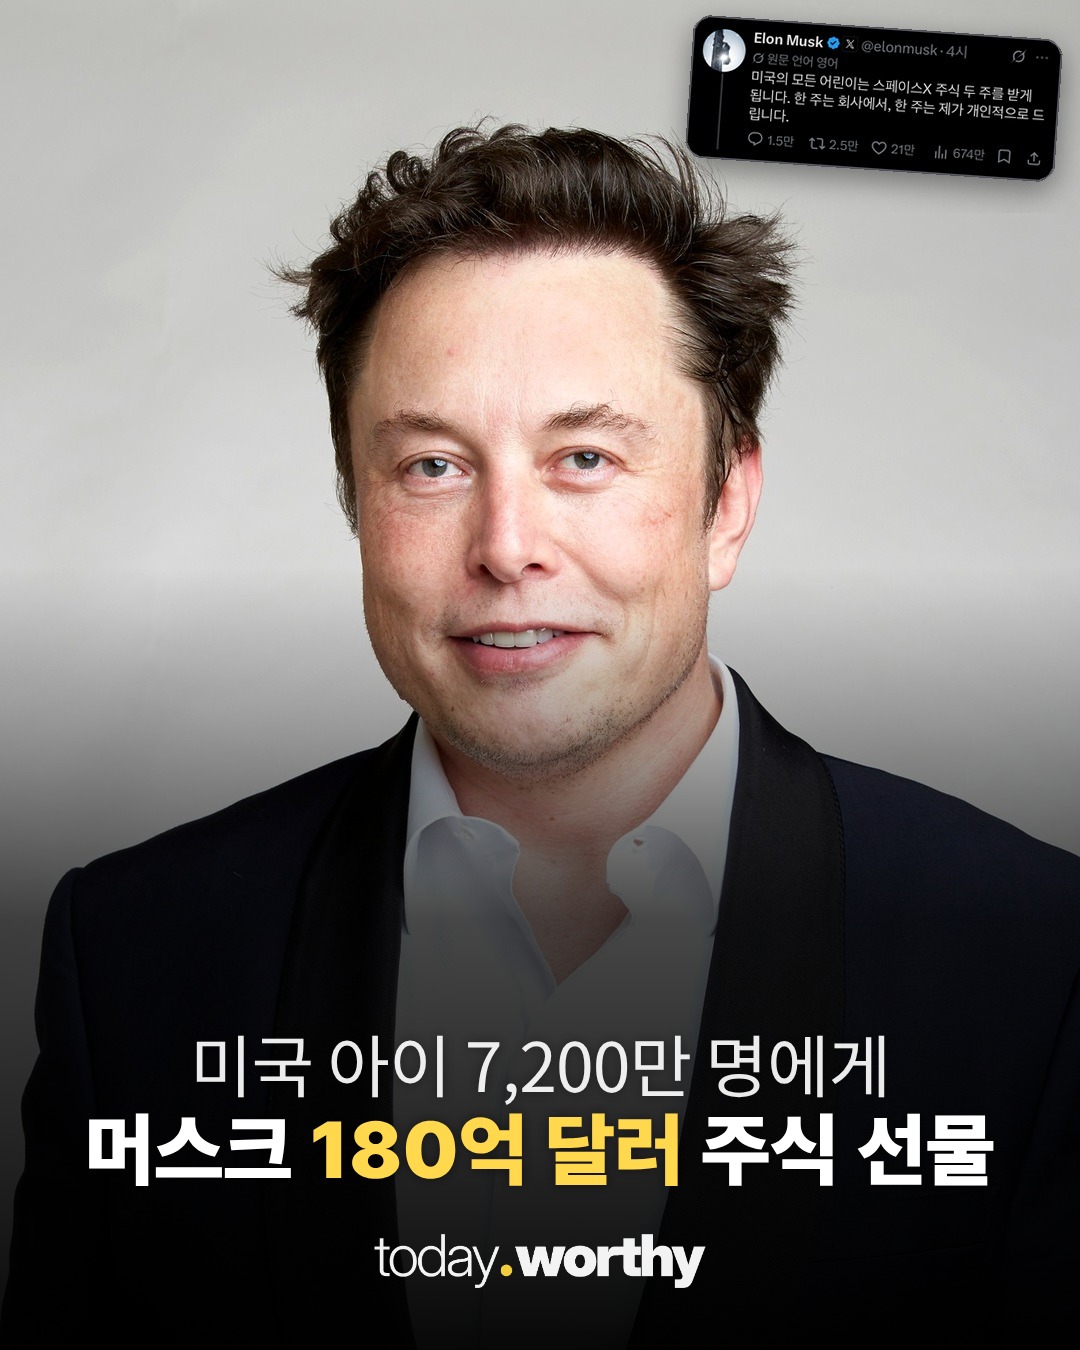 Elon Musk @elonmusk · 4시
원문 언어 영어
미국의 모든 어린이는 스페이스X 주식 두 주를 받게
됩니다. 한 주는 회사에서, 한 주는 제가 개인적으로 드
립니다.
1.5만 2.5만 21만 674만
미국 아이 7,200만 명에게
머스크 180억 달러 주식 선물
today.worthy